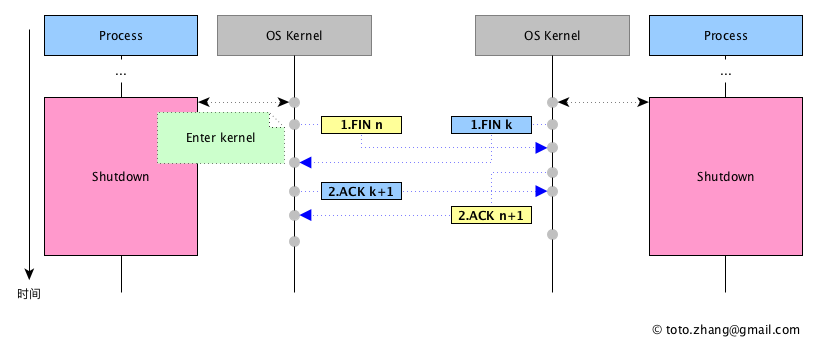 Process
OS Kernel
OS Kernel
Process
...
...
1.FIN n
1.FIN k
Enter kernel
Shutdown
Shutdown
2.ACK k+1
2.ACK n+1
时间
© toto.zhang@gmail.com